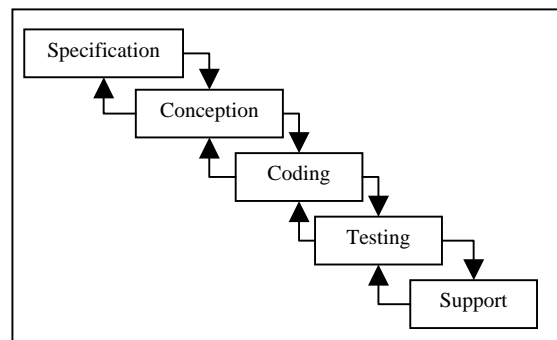 Specification
Conception
Coding
Testing
Support